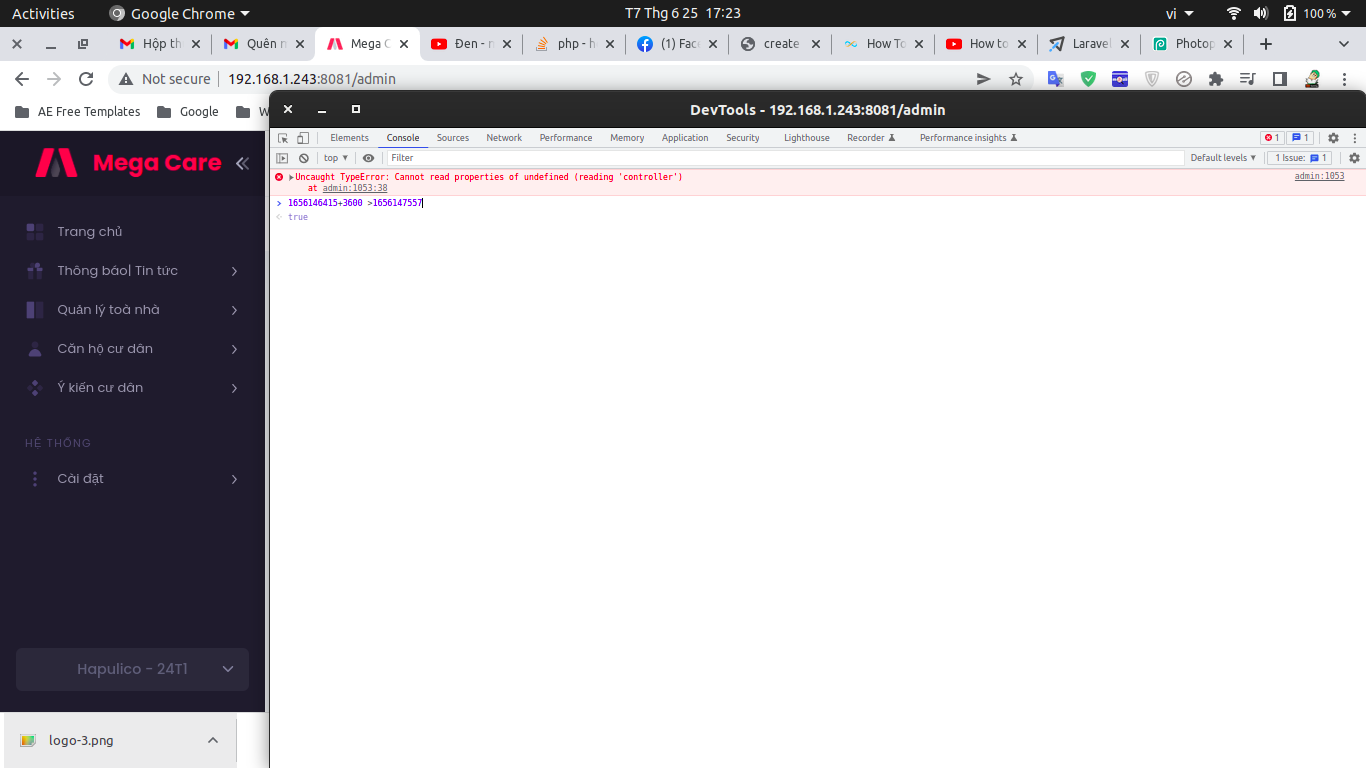 Activities
Google Chrome
T7 Thg 6 25 17:23
vi
100 %
Hộp th
Quên m
Mega C
Đen - n
php - h
(1) Fac
create
How To
How to
Laravel
Photop
Not secure
192.168.1.243:8081/admin
AE Free Templates
Google
W
DevTools - 192.168.1.243:8081/admin
Elements
Console
Sources
Network
Performance
Memory
Application
Security
Lighthouse
Recorder
Performance insights
1
1
top
Filter
Default levels
1 Issue: 1
Uncaught TypeError: Cannot read properties of undefined (reading 'controller')
admin:1053
at admin:1053:38
1656146415+3600 >1656147557
true
Mega Care
Trang chủ
Thông báo| Tin tức
Quản lý toà nhà
Căn hộ cư dân
Ý kiến cư dân
HỆ THỐNG
Cài đặt
Hapulico - 24T1
logo-3.png